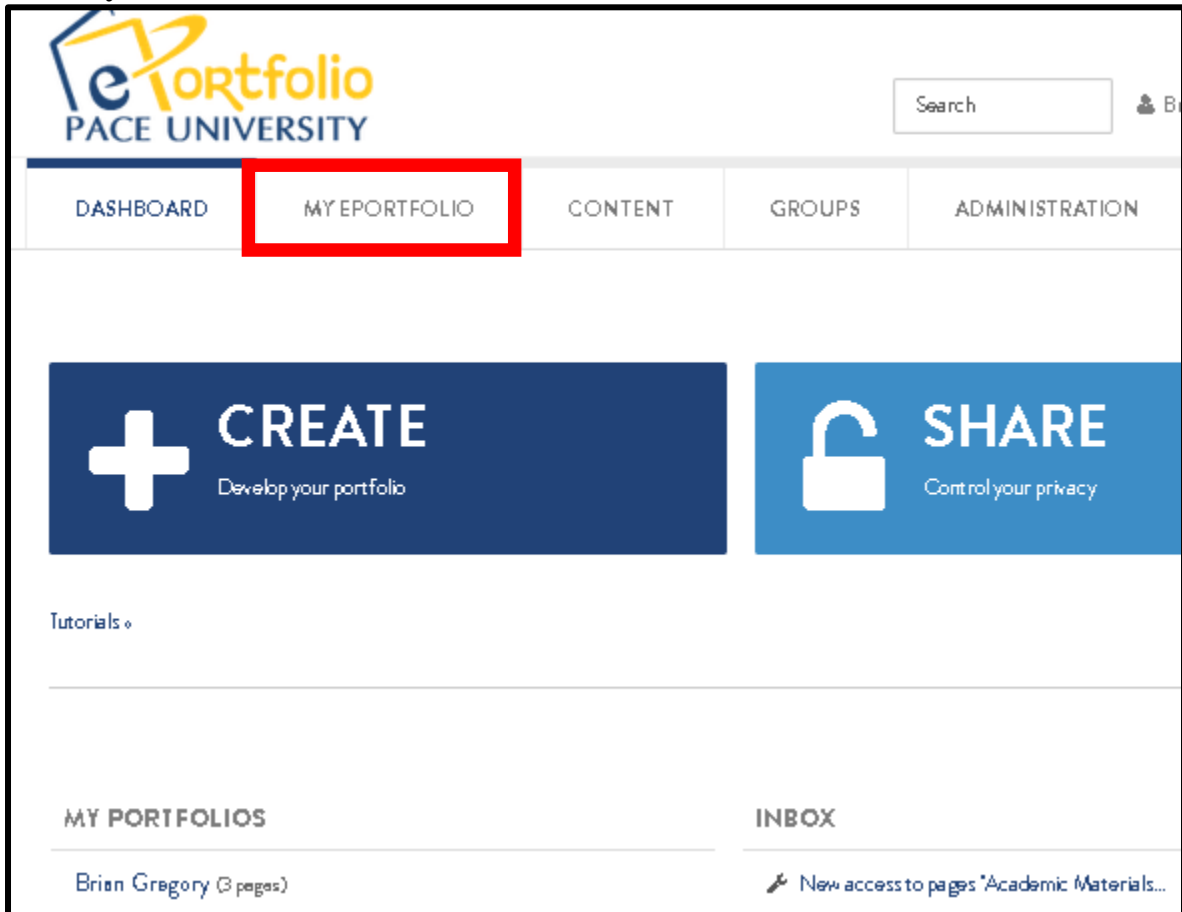 ePortfolio
PACE UNIVERSITY
Search
DASHBOARD MY EPORTFOLIO CONTENT GROUPS ADMINISTRATION
CREATE
Develop your portfolio
SHARE
Control your privacy
Tutorials »
MY PORTFOLIOS
Brian Gregory (3 pages)
INBOX
New access to pages "Academic Materials...